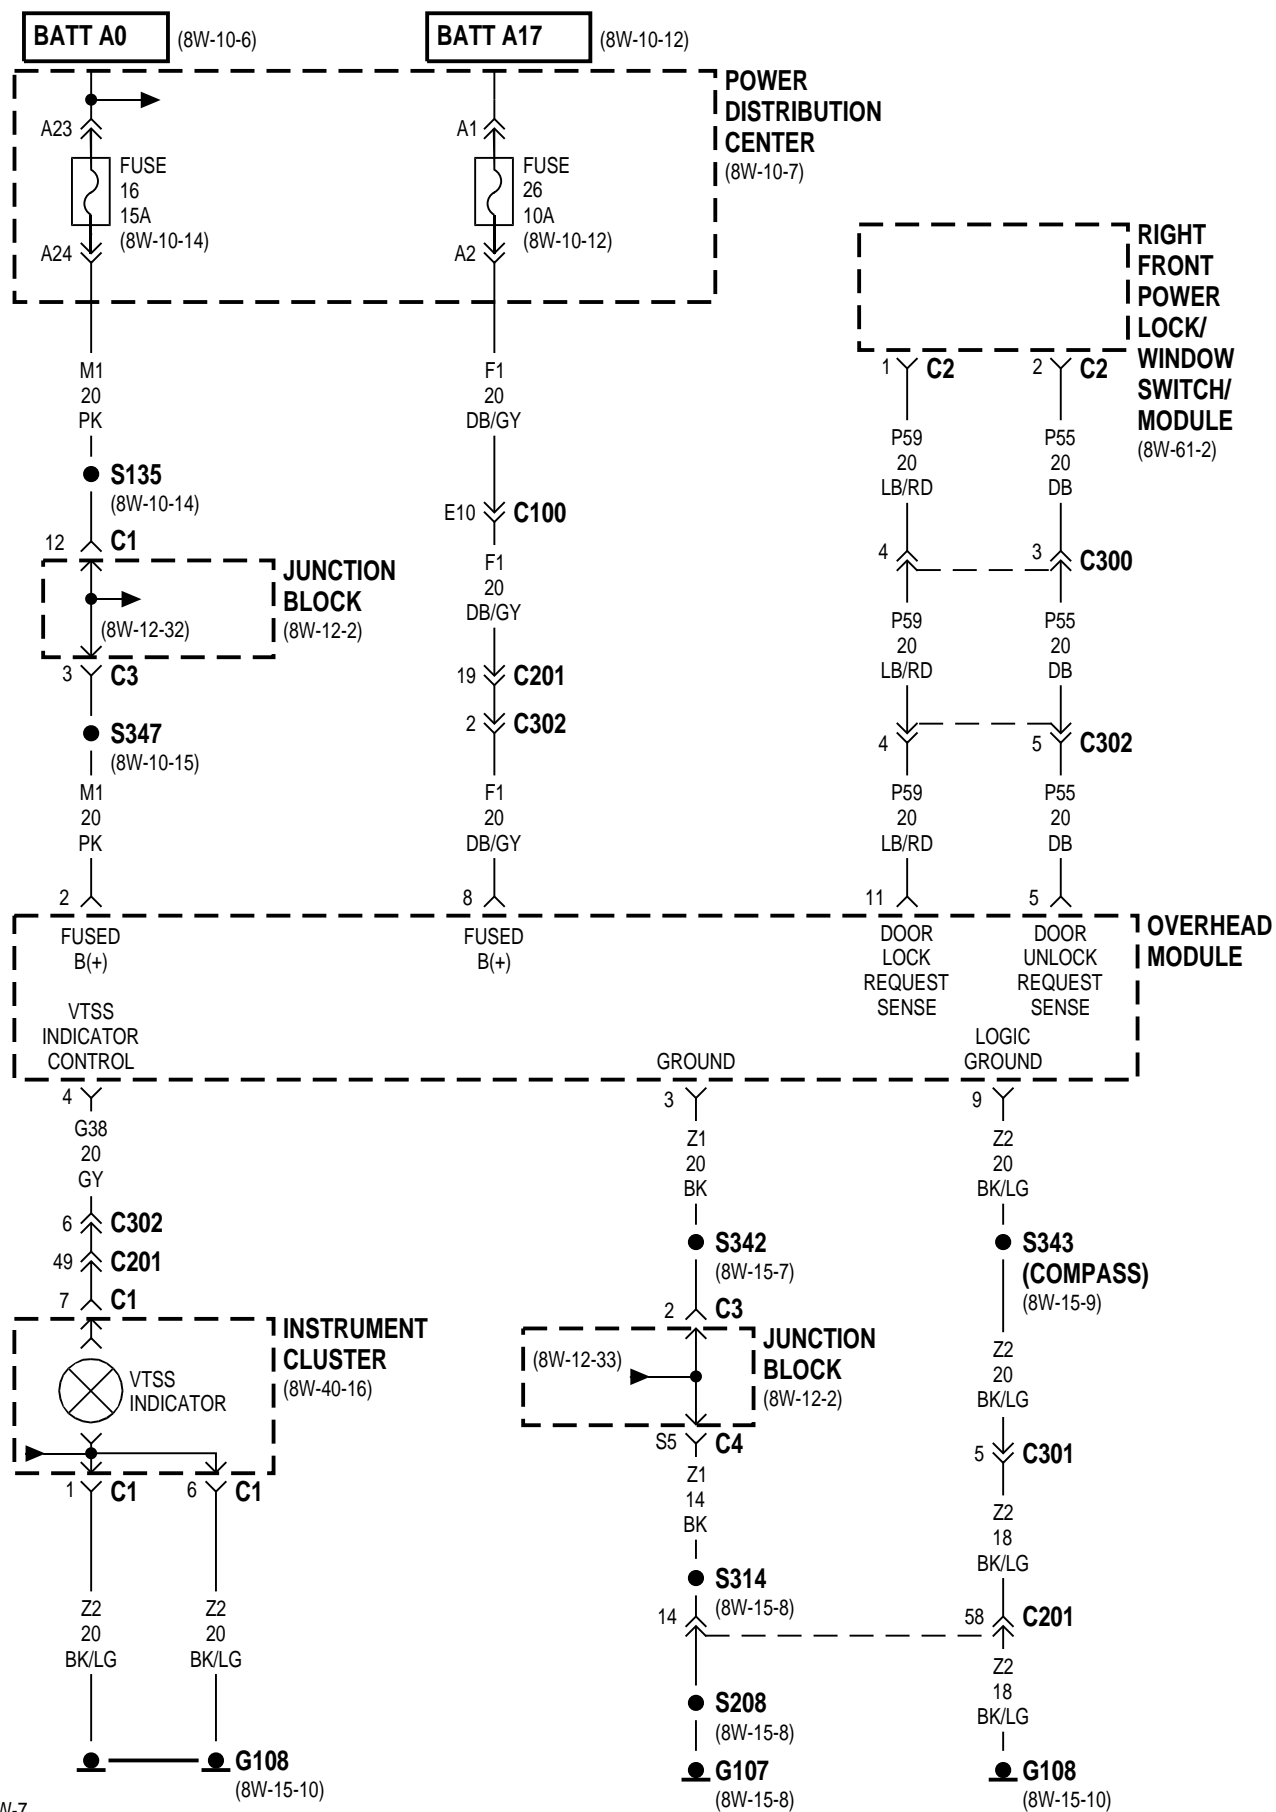 BATT A0 (8W-10-6)
BATT A17 (8W-10-12)
POWER
DISTRIBUTION
CENTER
(8W-10-7)
A23
FUSE
16
15A
(8W-10-14)
A24
A1
FUSE
26
10A
(8W-10-12)
A2
RIGHT
FRONT
POWER
LOCK/
WINDOW
SWITCH/
MODULE
(8W-61-2)
1 C2
2 C2
M1
20
PK
S135
(8W-10-14)
12 C1
JUNCTION
BLOCK
(8W-12-2)
(8W-12-32)
3 C3
S347
(8W-10-15)
M1
20
PK
2
F1
20
DB/GY
E10 C100
F1
20
DB/GY
19 C201
2 C302
F1
20
DB/GY
8
P59
20
LB/RD
4
P59
20
LB/RD
4
P59
20
LB/RD
11
P55
20
DB
3 C300
P55
20
DB
5 C302
P55
20
DB
5
OVERHEAD
MODULE
FUSED
B(+)
FUSED
B(+)
DOOR
LOCK
REQUEST
SENSE
DOOR
UNLOCK
REQUEST
SENSE
VTSS
INDICATOR
CONTROL
GROUND
LOGIC
GROUND
4
G38
20
GY
6 C302
49 C201
7 C1
INSTRUMENT
CLUSTER
(8W-40-16)
VTSS
INDICATOR
1 C1
6 C1
Z2
20
BK/LG
Z2
20
BK/LG
G108
(8W-15-10)
3
Z1
20
BK
S342
(8W-15-7)
2 C3
JUNCTION
BLOCK
(8W-12-2)
(8W-12-33)
S5 C4
Z1
14
BK
S314
(8W-15-8)
14
S208
(8W-15-8)
G107
(8W-15-8)
9
Z2
20
BK/LG
S343
(COMPASS)
(8W-15-9)
Z2
20
BK/LG
5 C301
Z2
18
BK/LG
58 C201
Z2
18
BK/LG
G108
(8W-15-10)